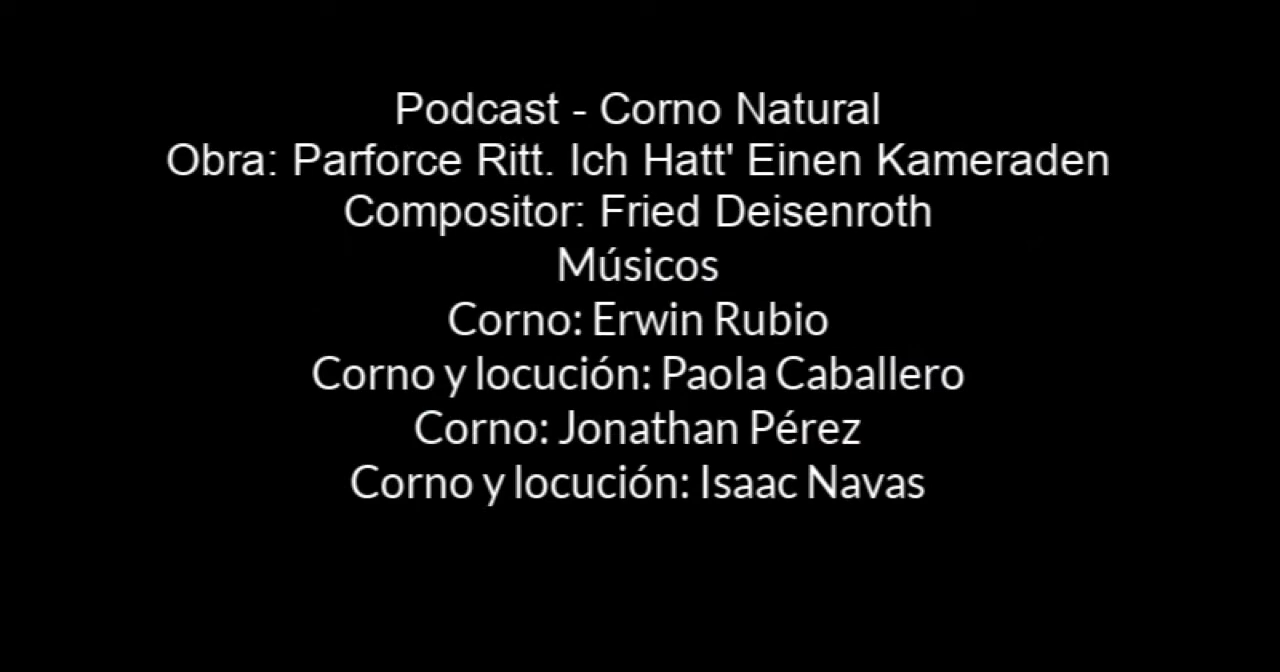 Podcast - Corno Natural
Obra: Parforce Ritt. Ich Hatt' Einen Kameraden
Compositor: Fried Deisenroth
Músicos
Corno: Erwin Rubio
Corno y locución: Paola Caballero
Corno: Jonathan Pérez
Corno y locución: Isaac Navas